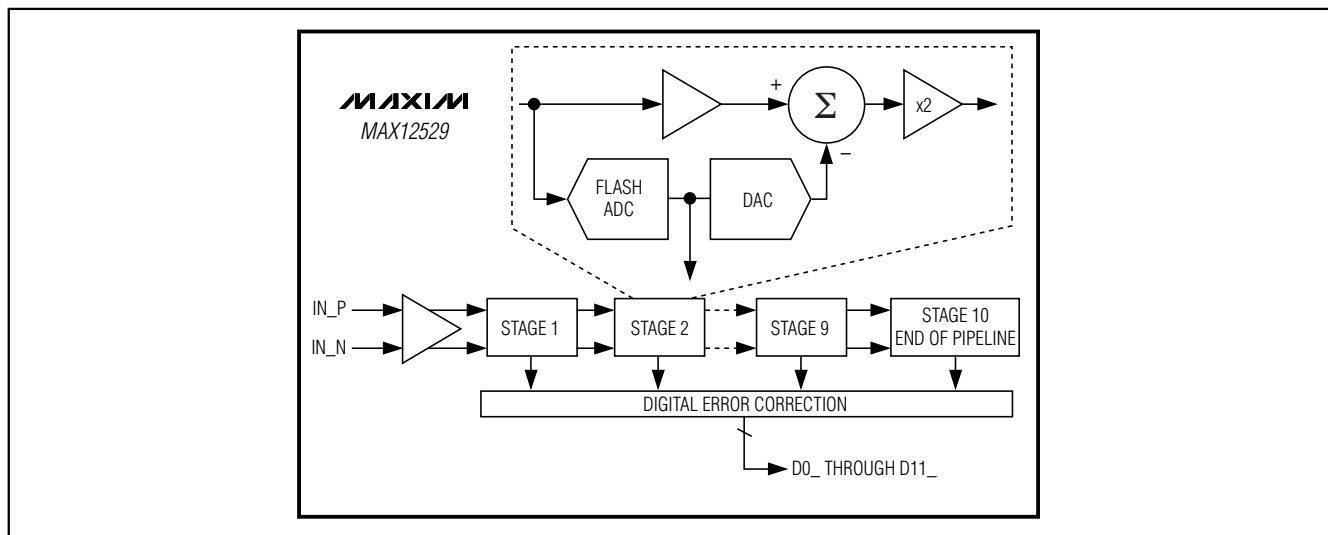 MAXIM
MAX12529
+
Σ
−
x2
FLASH
ADC
DAC
IN_P
IN_N
STAGE 1
STAGE 2
STAGE 9
STAGE 10
END OF PIPELINE
DIGITAL ERROR CORRECTION
D0_ THROUGH D11_